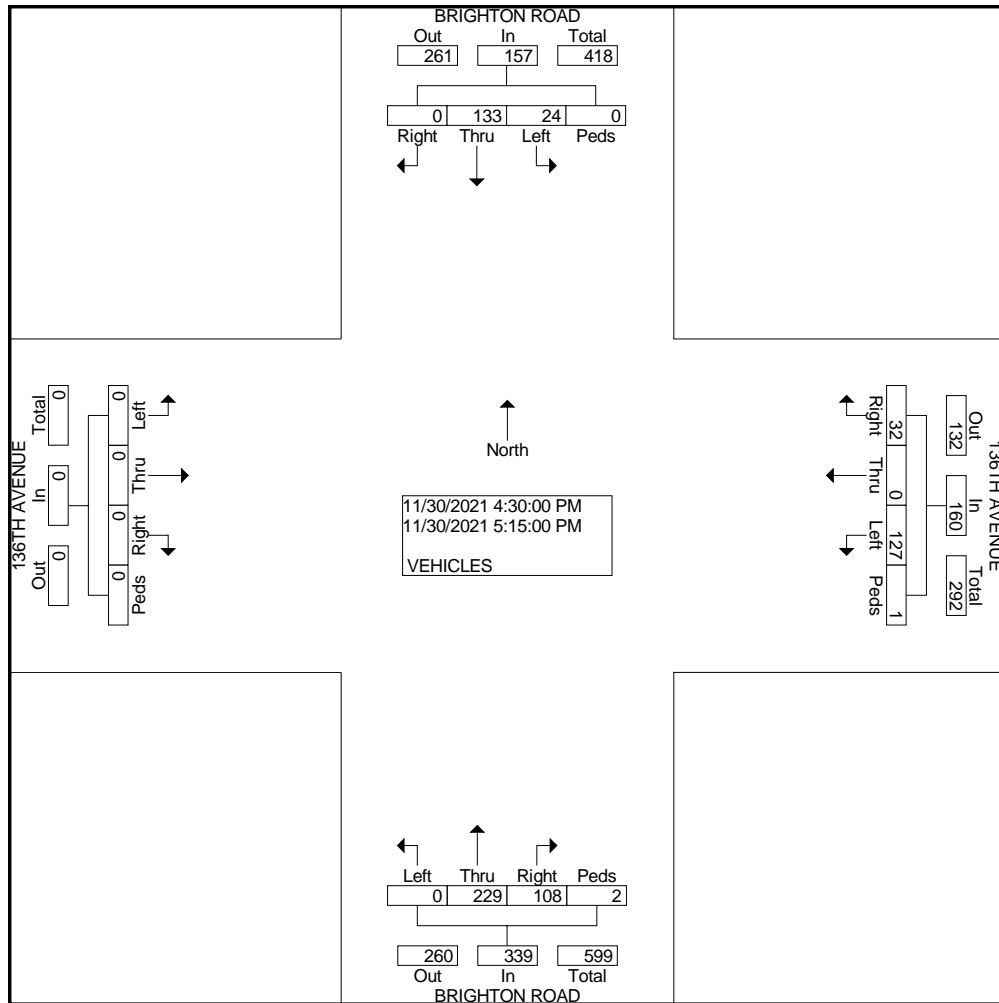 BRIGHTON ROAD
Out In Total
261 157 418
0 133 24 0
Right Thru Left Peds
136TH AVENUE
Total In Out
0 0 0
0 0 0 0
Left Thru Right Peds
North
11/30/2021 4:30:00 PM
11/30/2021 5:15:00 PM
VEHICLES
Right Thru Left Peds
32 0 127 1
132 160 292
Out In Total
136TH AVENUE
Left Thru Right Peds
0 229 108 2
260 339 599
Out In Total
BRIGHTON ROAD